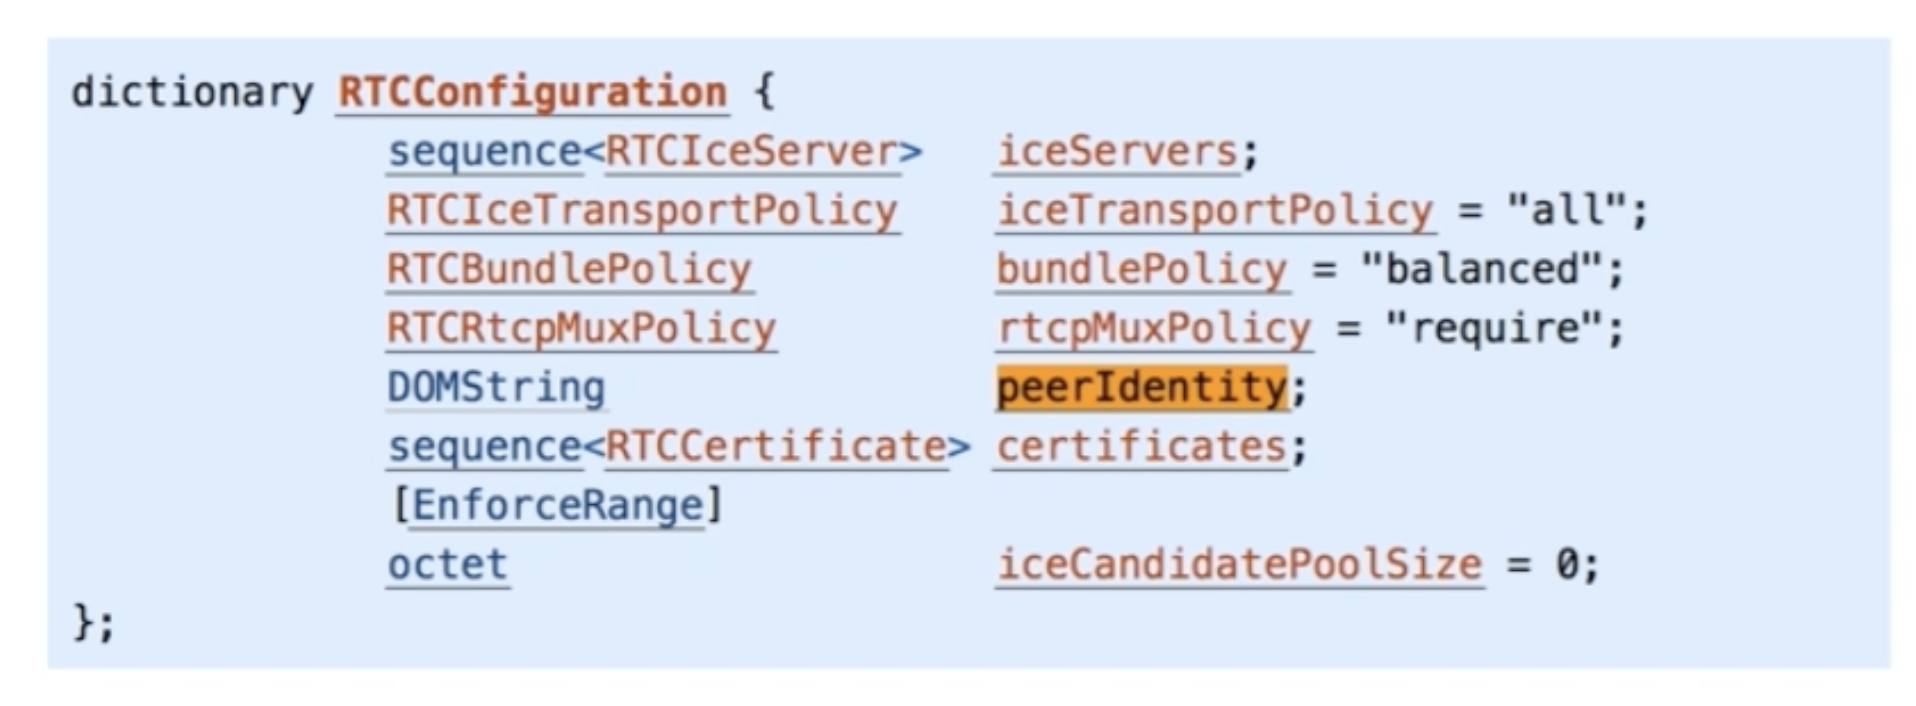 dictionary RTCConfiguration {
sequence<RTCIceServer> iceServers;
RTCIceTransportPolicy iceTransportPolicy = "all";
RTCBundlePolicy bundlePolicy = "balanced";
RTCRtcpMuxPolicy rtcpMuxPolicy = "require";
DOMString peerIdentity;
sequence<RTCCertificate> certificates;
[EnforceRange]
octet iceCandidatePoolSize = 0;
};